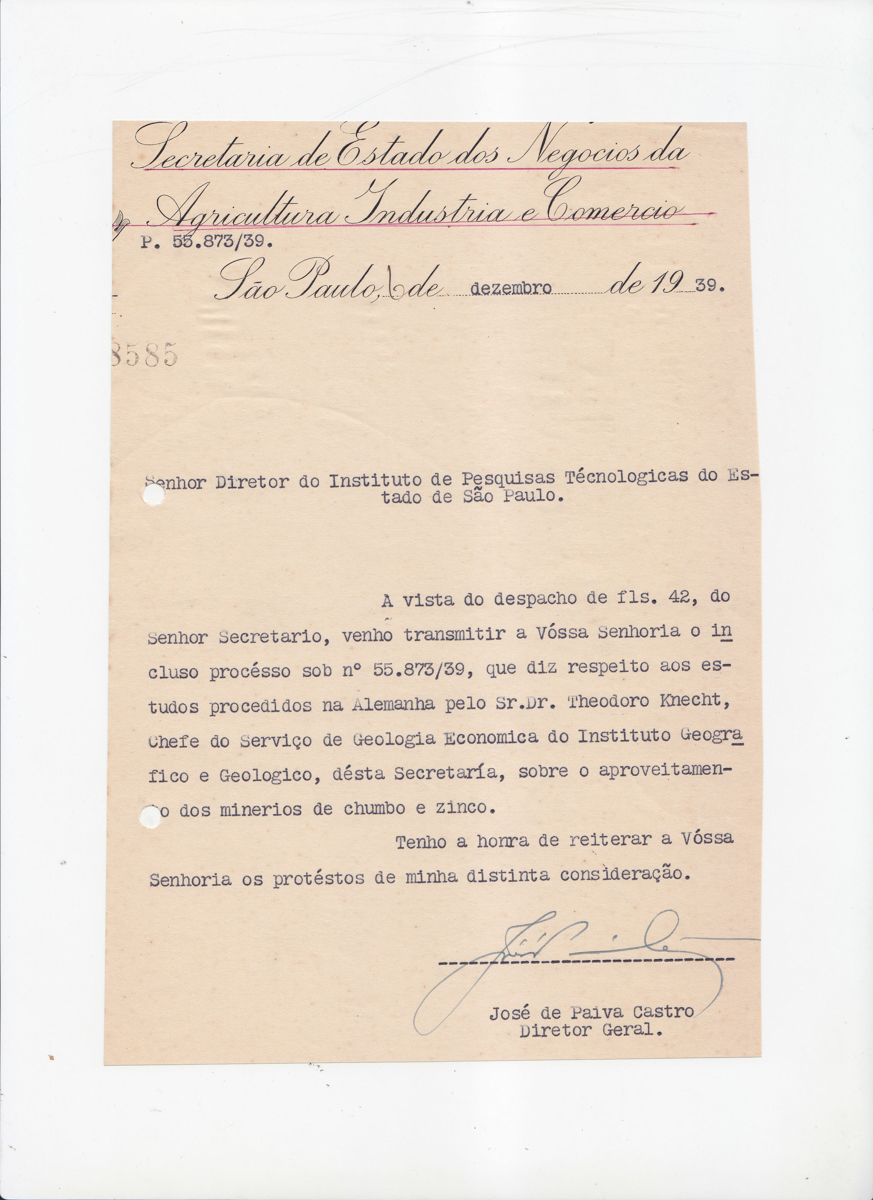 Secretaria de Estado dos Negocios da
Agricultura Industria e Comercio
P. 55.873/39.
São Paulo, 6 de dezembro de 1939.
8585
Senhor Diretor do Instituto de Pesquisas Técnologicas do Es-
tado de São Paulo.
A vista do despacho de fls. 42, do
Senhor Secretario, venho transmitir a Vóssa Senhoria o in
cluso procésso sob nº 55.873/39, que diz respeito aos es-
tudos procedidos na Alemanha pelo Sr.Dr. Theodoro Knecht,
Chefe do Serviço de Geologia Economica do Instituto Geogra
fico e Geologico, désta Secretaría, sobre o aproveitamen-
to dos minerios de chumbo e zinco.
Tenho a honra de reiterar a Vóssa
Senhoria os protéstos de minha distinta consideração.
José de Paiva Castro
Diretor Geral.